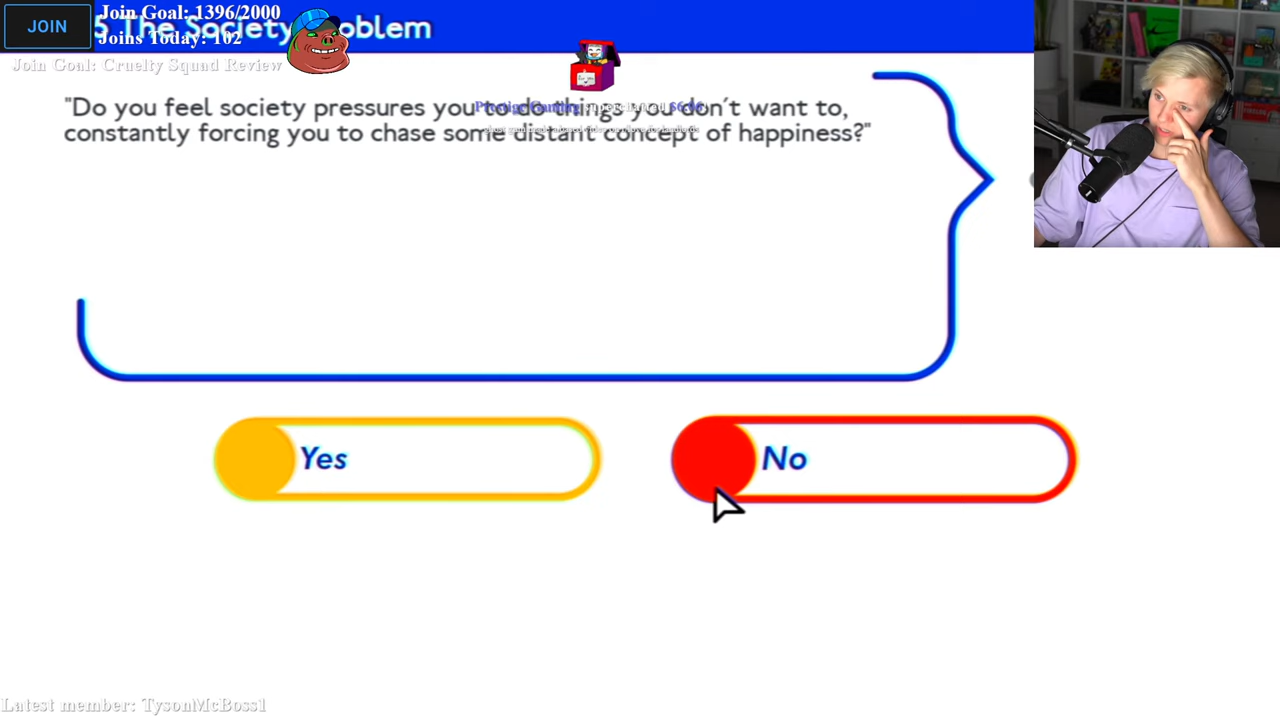 JOIN
Join Goal: 1396/2000
5 The Society Problem
Joins Today: 102
Join Goal: Cruelty Squad Review
"Do you feel society pressures you to do things you don't want to,
constantly forcing you to chase some distant concept of happiness?"
Yes
No
Latest member: TysonMcBoss1